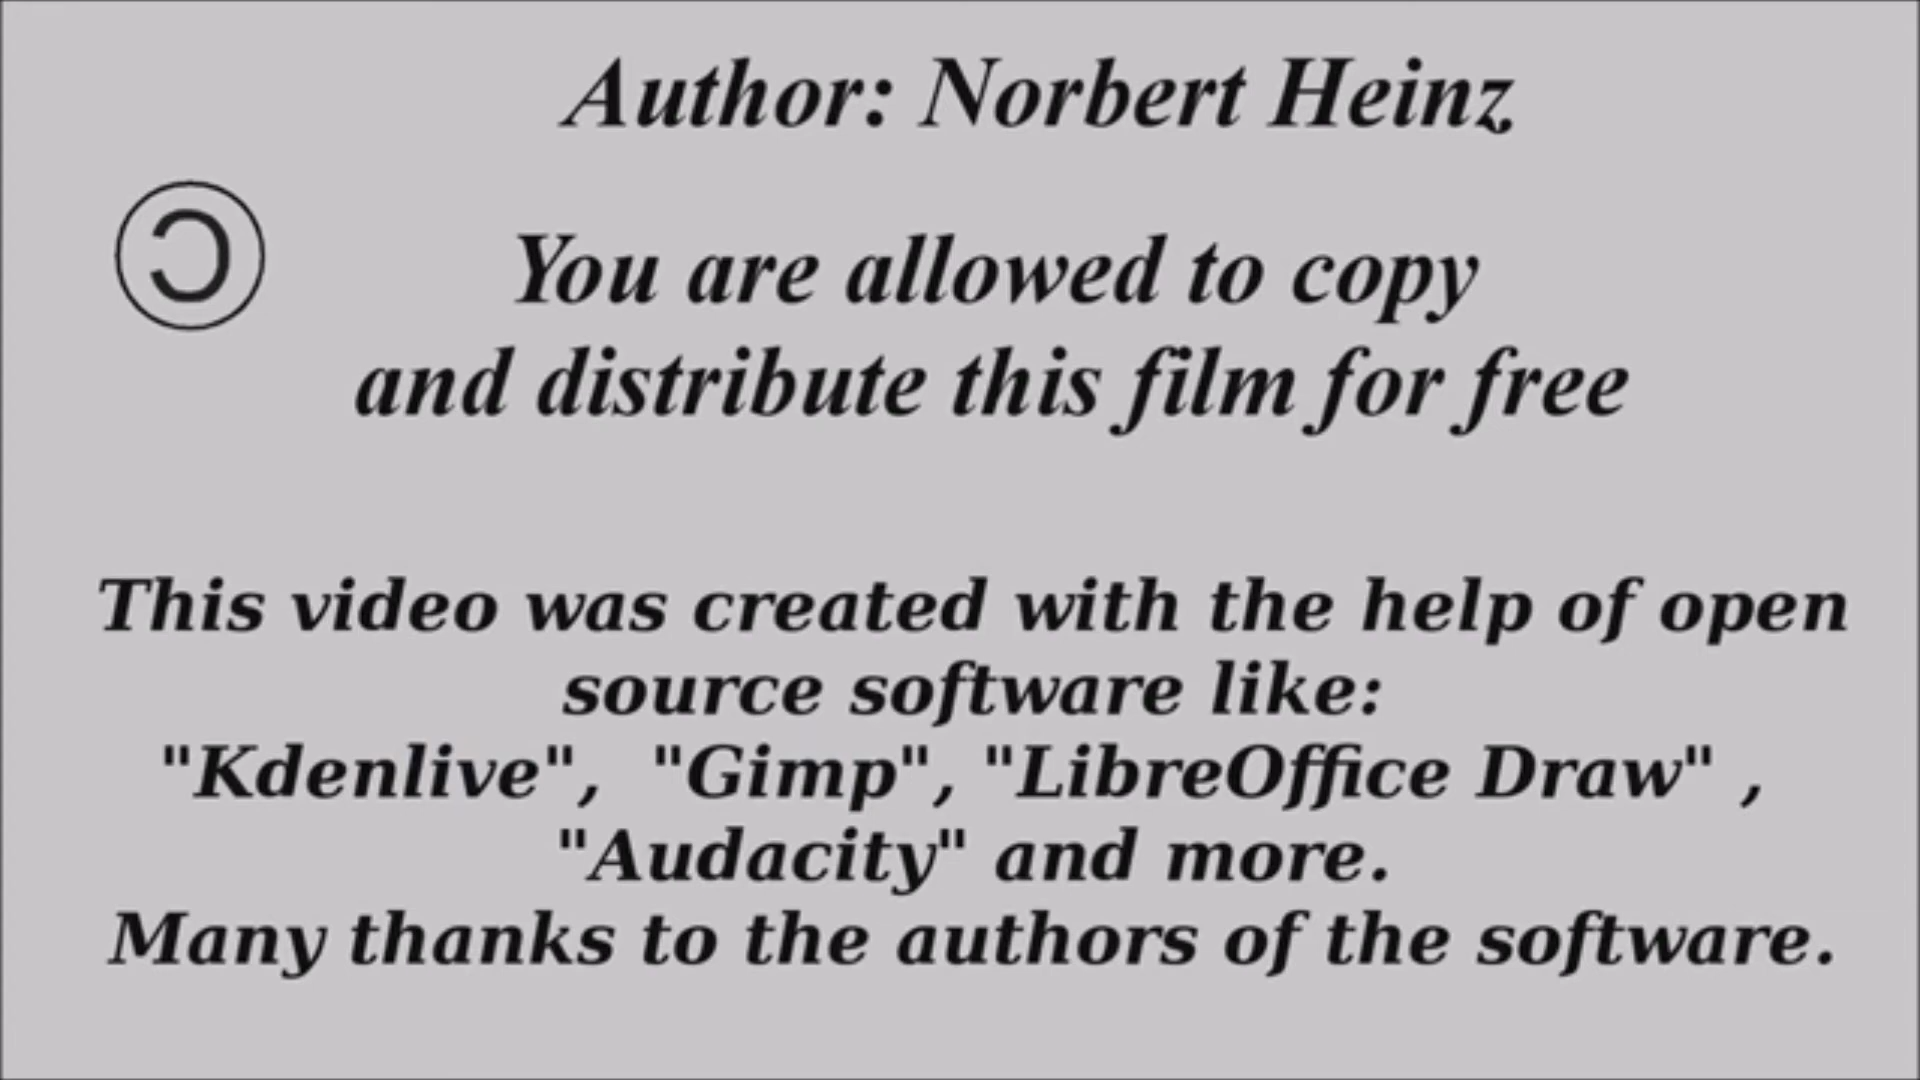 Author: Norbert Heinz
You are allowed to copy
and distribute this film for free
This video was created with the help of open
source software like:
"Kdenlive",  "Gimp", "LibreOffice Draw" ,
"Audacity" and more.
Many thanks to the authors of the software.